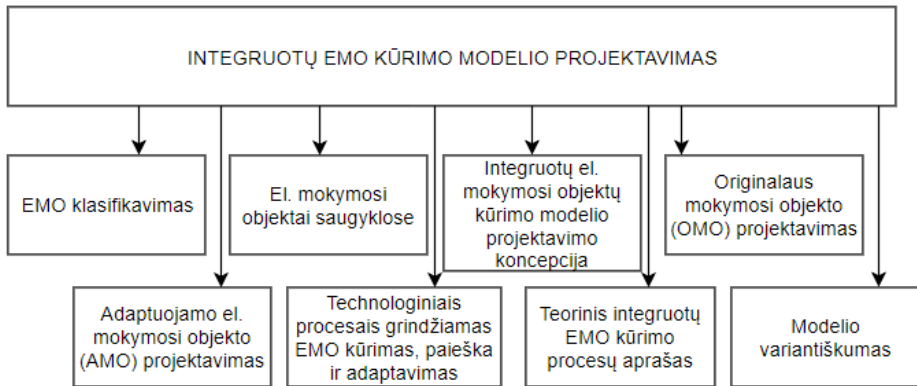 INTEGRUOTŲ EMO KŪRIMO MODELIO PROJEKTAVIMAS
EMO klasifikavimas
El. mokymosi
objektai saugyklose
Integruotų el.
mokymosi objektų
kūrimo modelio
projektavimo
koncepcija
Originalaus
mokymosi objekto
(OMO) projektavimas
Adaptuojamo el.
mokymosi objekto
(AMO) projektavimas
Technologiniais
procesais grindžiamas
EMO kūrimas, paieška
ir adaptavimas
Teorinis integruotų
EMO kūrimo
procesų aprašas
Modelio
variantiškumas